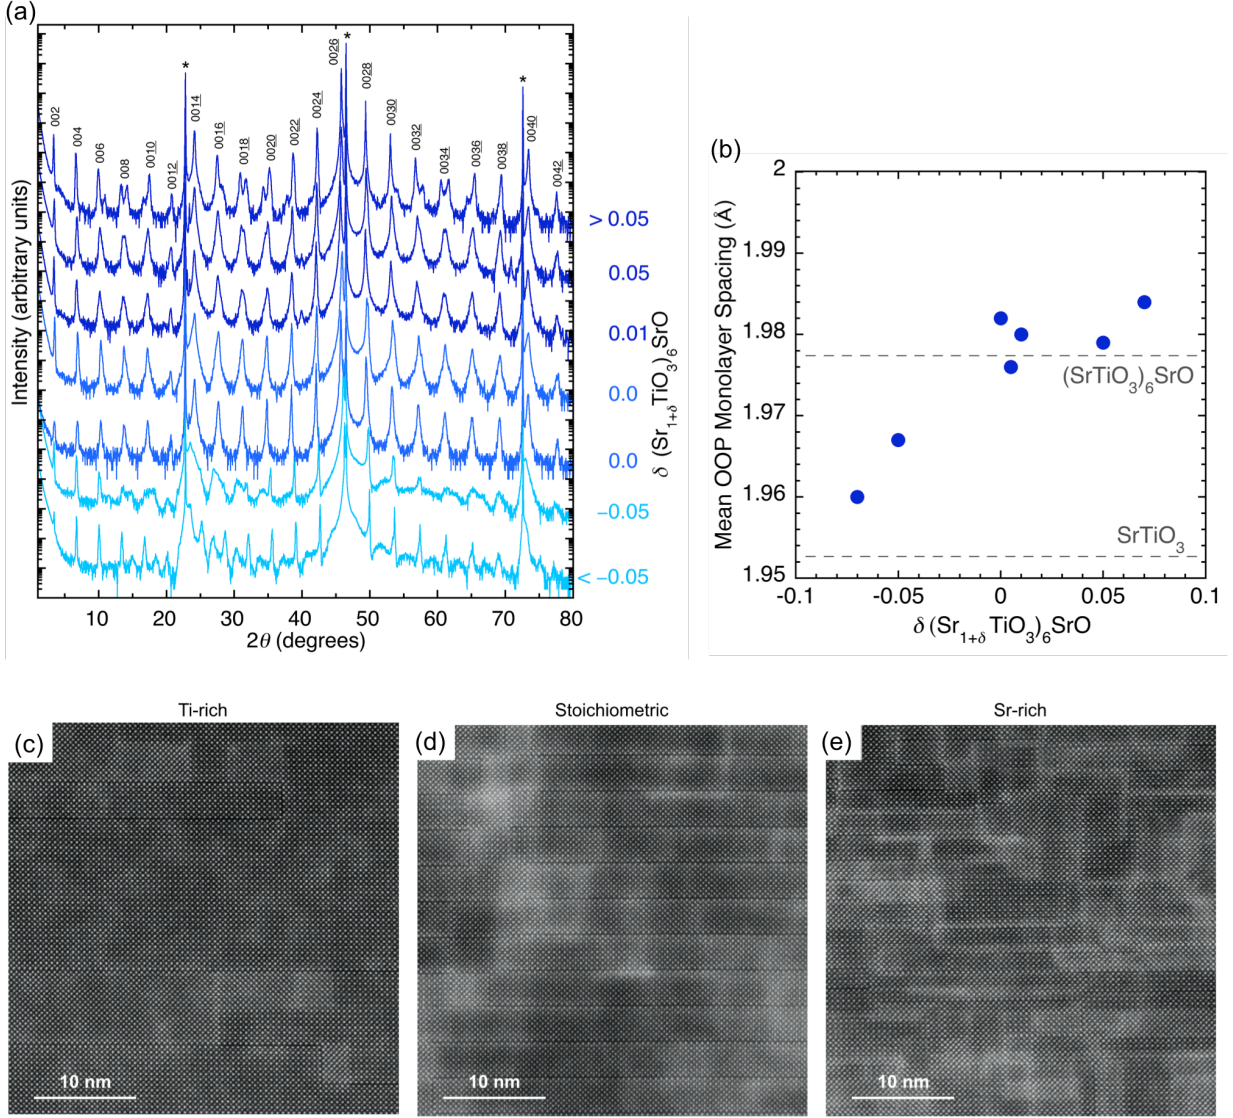 (a)
*
*
*
002
004
006
008
0010
0012
0014
0016
0018
0020
0022
0024
0026
0028
0030
0032
0034
0036
0038
0040
0042
Intensity (arbitrary units)
> 0.05
0.05
0.01
0.0
0.0
−0.05
< −0.05
δ (Sr1+δTiO3)6SrO
10 20 30 40 50 60 70 80
2θ (degrees)
(b)
2
1.99
1.98
1.97
1.96
1.95
Mean OOP Monolayer Spacing (Å)
(SrTiO3)6SrO
SrTiO3
-0.1 -0.05 0 0.05 0.1
δ (Sr1+δTiO3)6SrO
Ti-rich
(c)
10 nm
Stoichiometric
(d)
10 nm
Sr-rich
(e)
10 nm